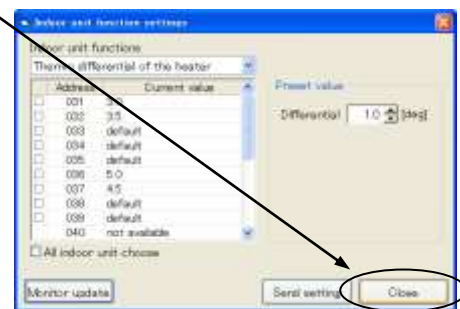 Indoor unit function settings
Indoor unit functions
Thermo differential of the heater
Address Current value
001 3.0
002 3.5
003 default
004 default
005 default
006 5.0
007 4.5
008 default
009 default
040 not available
All indoor unit choose
Preset value
Differential 1.0 [deg]
Monitor update
Send setting
Close